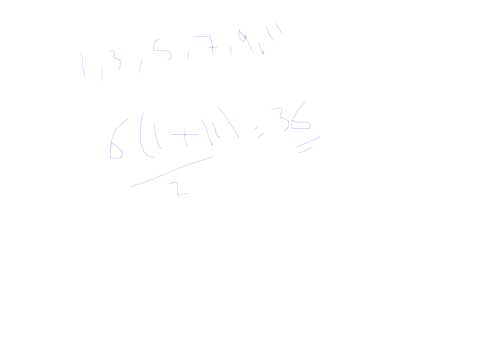 1, 3, 5, 7, 9, 11
6(1+11) = 36
2